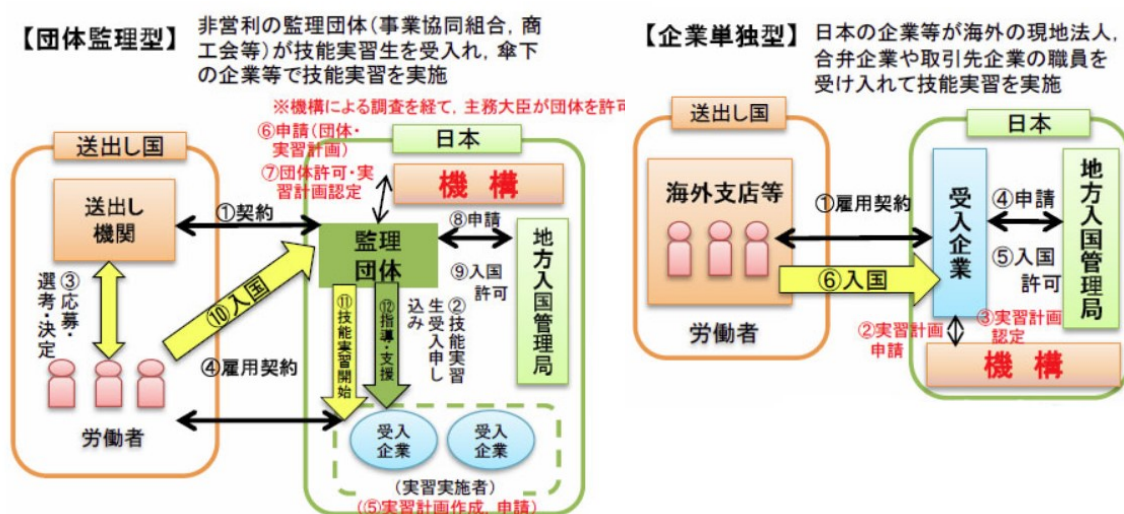 【団体監理型】
非営利の監理団体(事業協同組合，商
工会等)が技能実習生を受入れ，傘下
の企業等で技能実習を実施
※機構による調査を経て，主務大臣が団体を許可
送出し国
日本
⑥申請(団体・
実習計画)
⑦団体許可・実
習計画認定
機 構
送出し
機関
①契約
監理
団体
⑧申請
⑨入国
許可
地方入国管理局
③応募・
選考・決定
⑩入国
⑪技能実習開始
⑫指導・支援
②技能実習
生受入申し
込み
④雇用契約
労働者
受入
企業
受入
企業
(実習実施者)
(⑤実習計画作成，申請)
【企業単独型】
日本の企業等が海外の現地法人，
合弁企業や取引先企業の職員を
受け入れて技能実習を実施
送出し国
日本
海外支店等
①雇用契約
受入企業
④申請
⑤入国
許可
地方入国管理局
⑥入国
労働者
②実習計画
申請
③実習計画
認定
機 構